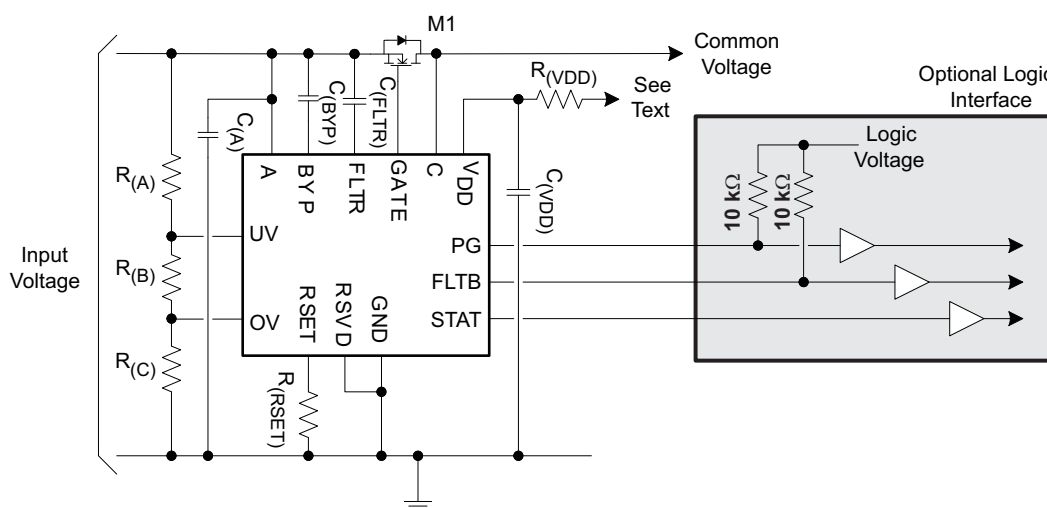 M1
Common
Voltage
R(VDD)
See
Text
Optional Logic
Interface
Logic
Voltage
10 kΩ
10 kΩ
C(A)
C(BYP)
C(FLTR)
C(VDD)
A
BYP
FLTR
GATE
C
VDD
R(A)
UV
PG
Input
Voltage
R(B)
FLTB
OV
RSET
RSVD
GND
STAT
R(C)
R(RSET)